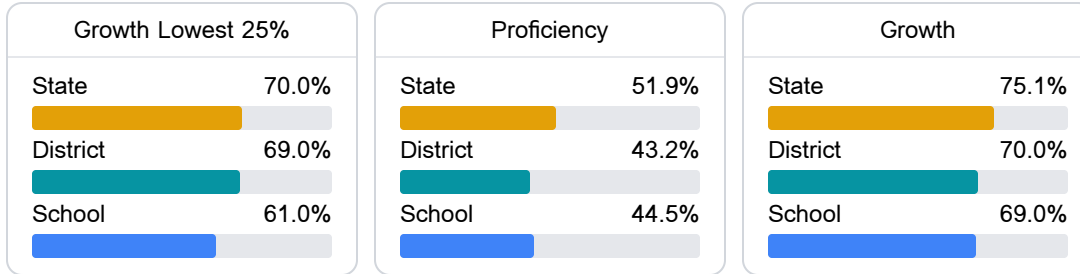 Growth Lowest 25%
State 70.0%
District 69.0%
School 61.0%
Proficiency
State 51.9%
District 43.2%
School 44.5%
Growth
State 75.1%
District 70.0%
School 69.0%